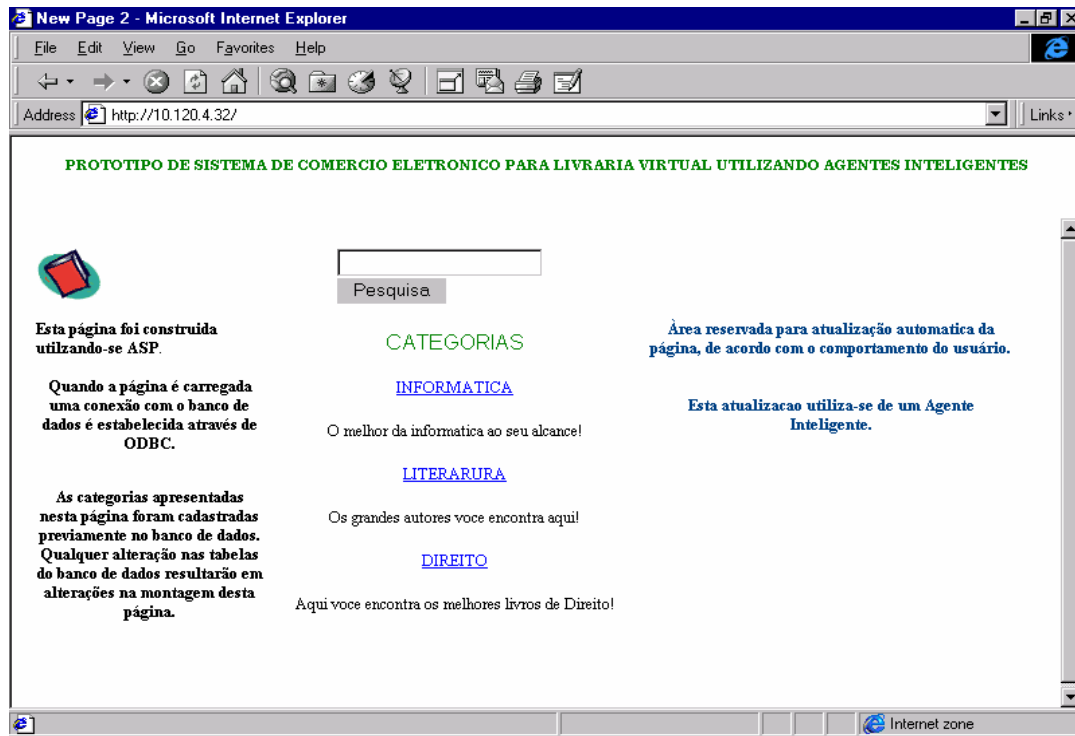 New Page 2 - Microsoft Internet Explorer
File Edit View Go Favorites Help
Address http://10.120.4.32/ Links
PROTOTIPO DE SISTEMA DE COMERCIO ELETRONICO PARA LIVRARIA VIRTUAL UTILIZANDO AGENTES INTELIGENTES
Esta página foi construida
utilzando-se ASP.
Quando a página é carregada
uma conexão com o banco de
dados é estabelecida através de
ODBC.
As categorias apresentadas
nesta página foram cadastradas
previamente no banco de dados.
Qualquer alteração nas tabelas
do banco de dados resultarão em
alterações na montagem desta
página.
Pesquisa
CATEGORIAS
INFORMATICA
O melhor da informatica ao seu alcance!
LITERARURA
Os grandes autores voce encontra aqui!
DIREITO
Aqui voce encontra os melhores livros de Direito!
Àrea reservada para atualização automatica da
página, de acordo com o comportamento do usuário.
Esta atualizacao utiliza-se de um Agente
Inteligente.
Internet zone